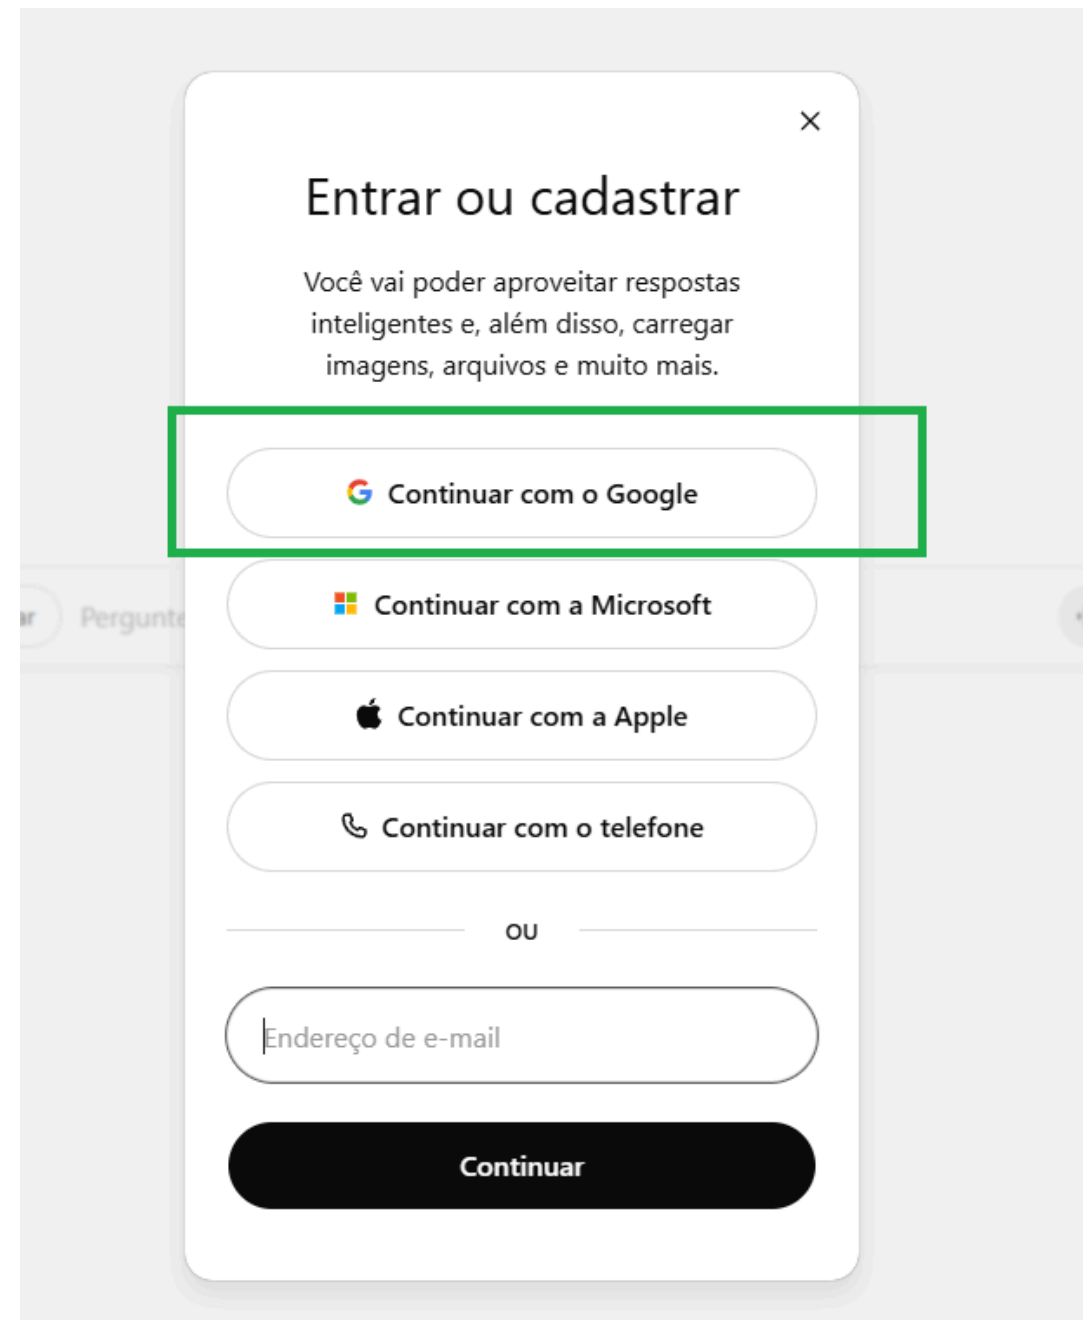 Entrar ou cadastrar
Você vai poder aproveitar respostas
inteligentes e, além disso, carregar
imagens, arquivos e muito mais.
Continuar com o Google
Continuar com a Microsoft
Pergunte
Continuar com a Apple
Continuar com o telefone
OU
Endereço de e-mail
Continuar